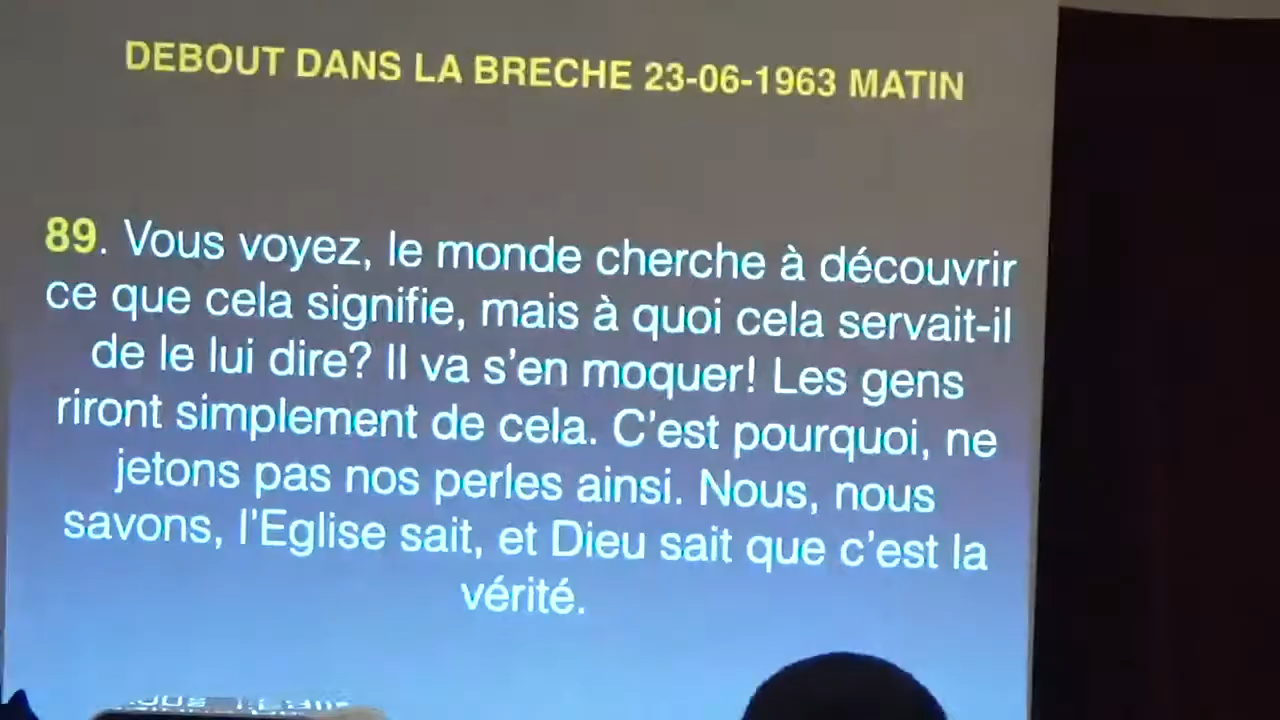 DEBOUT DANS LA BRECHE 23-06-1963 MATIN
89. Vous voyez, le monde cherche à découvrir
ce que cela signifie, mais à quoi cela servait-il
de le lui dire? Il va s'en moquer! Les gens
riront simplement de cela. C'est pourquoi, ne
jetons pas nos perles ainsi. Nous, nous
savons, l'Eglise sait, et Dieu sait que c'est la
vérité.